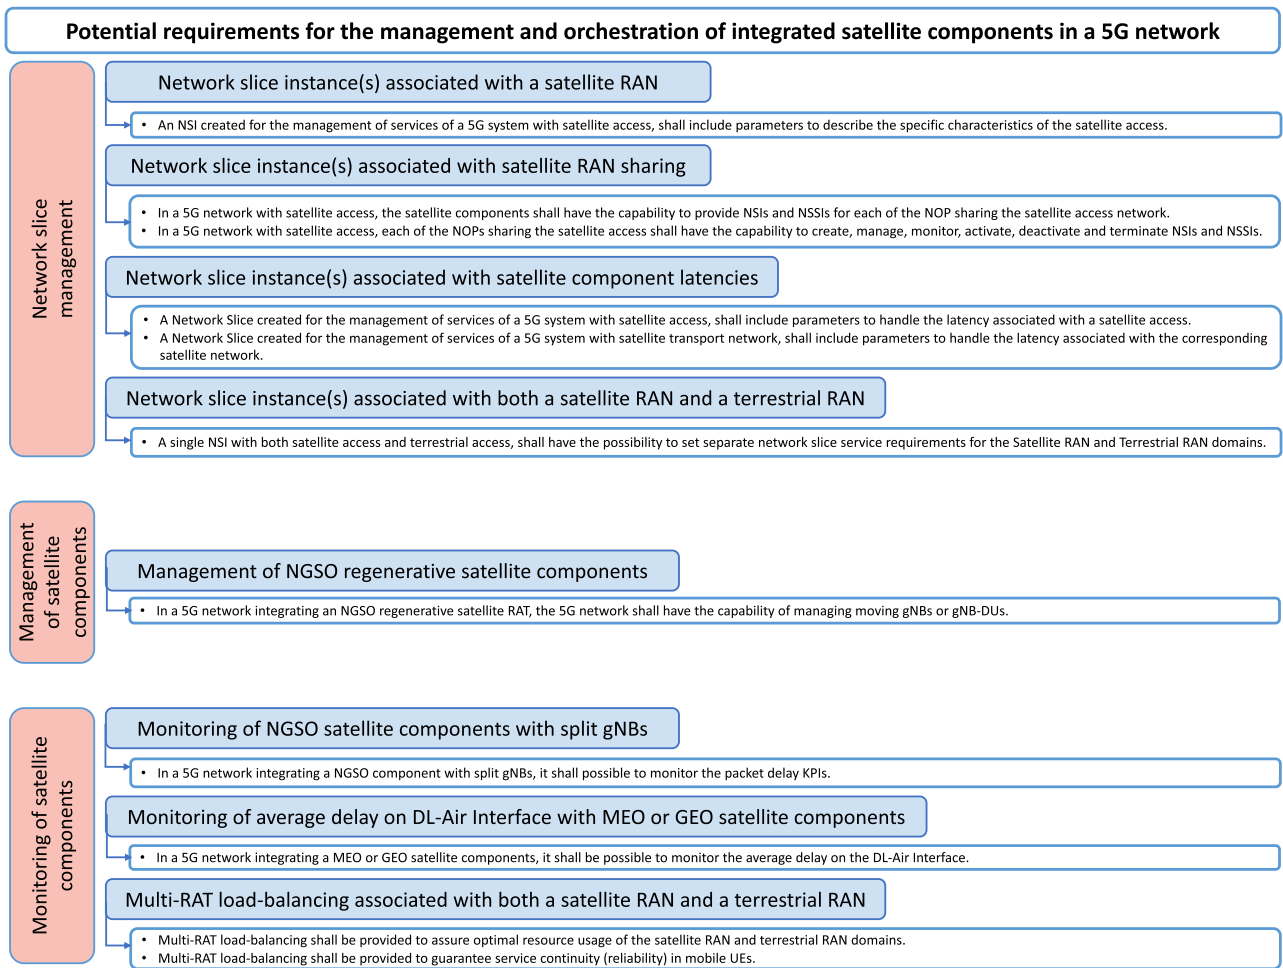 Potential requirements for the management and orchestration of integrated satellite components in a 5G network
Network slice
management
Network slice instance(s) associated with a satellite RAN
• An NSI created for the management of services of a 5G system with satellite access, shall include parameters to describe the specific characteristics of the satellite access.
Network slice instance(s) associated with satellite RAN sharing
• In a 5G network with satellite access, the satellite components shall have the capability to provide NSIs and NSSIs for each of the NOP sharing the satellite access network.
• In a 5G network with satellite access, each of the NOPs sharing the satellite access shall have the capability to create, manage, monitor, activate, deactivate and terminate NSIs and NSSIs.
Network slice instance(s) associated with satellite component latencies
• A Network Slice created for the management of services of a 5G system with satellite access, shall include parameters to handle the latency associated with a satellite access.
• A Network Slice created for the management of services of a 5G system with satellite transport network, shall include parameters to handle the latency associated with the corresponding
satellite network.
Network slice instance(s) associated with both a satellite RAN and a terrestrial RAN
• A single NSI with both satellite access and terrestrial access, shall have the possibility to set separate network slice service requirements for the Satellite RAN and Terrestrial RAN domains.
Management
of satellite
components
Management of NGSO regenerative satellite components
• In a 5G network integrating an NGSO regenerative satellite RAT, the 5G network shall have the capability of managing moving gNBs or gNB-DUs.
Monitoring of satellite
components
Monitoring of NGSO satellite components with split gNBs
• In a 5G network integrating a NGSO component with split gNBs, it shall possible to monitor the packet delay KPIs.
Monitoring of average delay on DL-Air Interface with MEO or GEO satellite components
• In a 5G network integrating a MEO or GEO satellite components, it shall be possible to monitor the average delay on the DL-Air Interface.
Multi-RAT load-balancing associated with both a satellite RAN and a terrestrial RAN
• Multi-RAT load-balancing shall be provided to assure optimal resource usage of the satellite RAN and terrestrial RAN domains.
• Multi-RAT load-balancing shall be provided to guarantee service continuity (reliability) in mobile UEs.